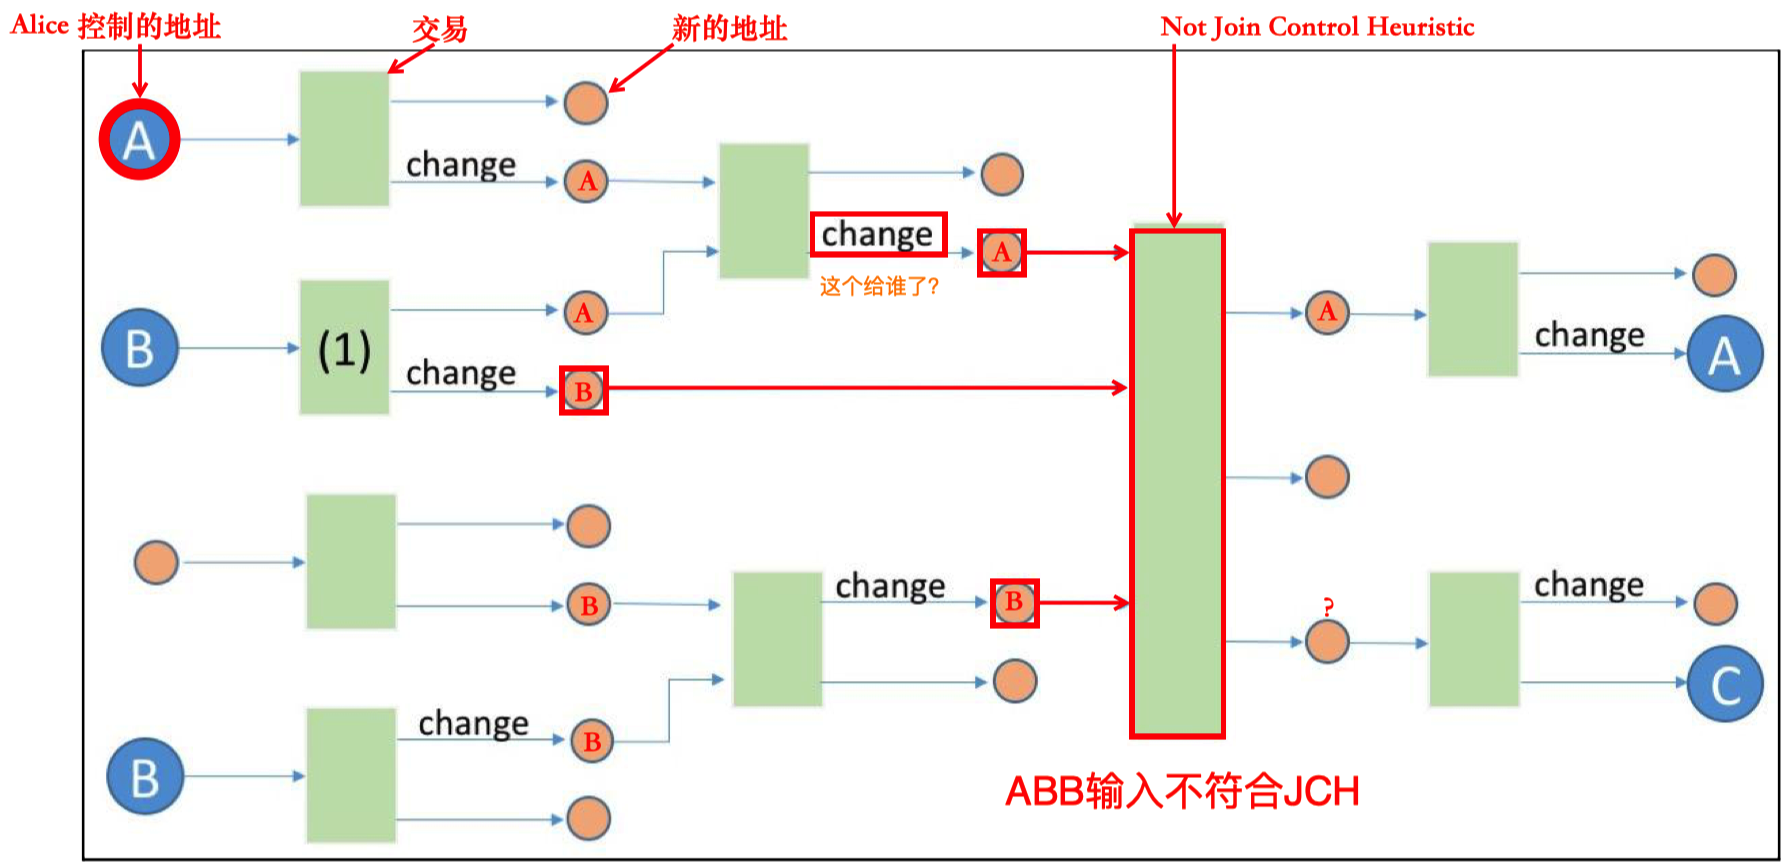 Alice 控制的地址
交易
新的地址
Not Join Control Heuristic
A
change
A
change
A
这个给谁了?
B
(1)
A
change
B
A
change
A
B
change
B
?
change
C
B
change
B
ABB输入不符合JCH